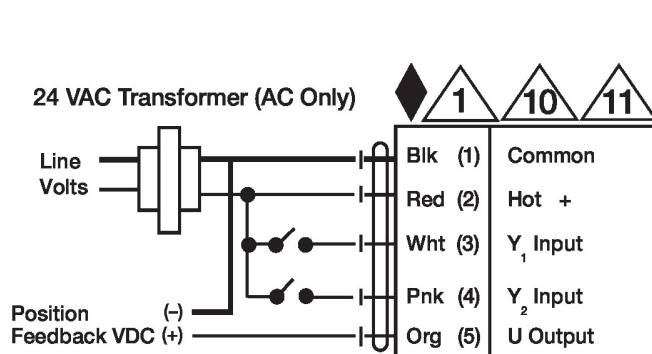 24 VAC Transformer (AC Only)
1
10
11
Line
Volts
Blk (1) Common
Red (2) Hot +
Wht (3) Y1 Input
Pnk (4) Y2 Input
Position (–)
Feedback VDC (+)
Org (5) U Output